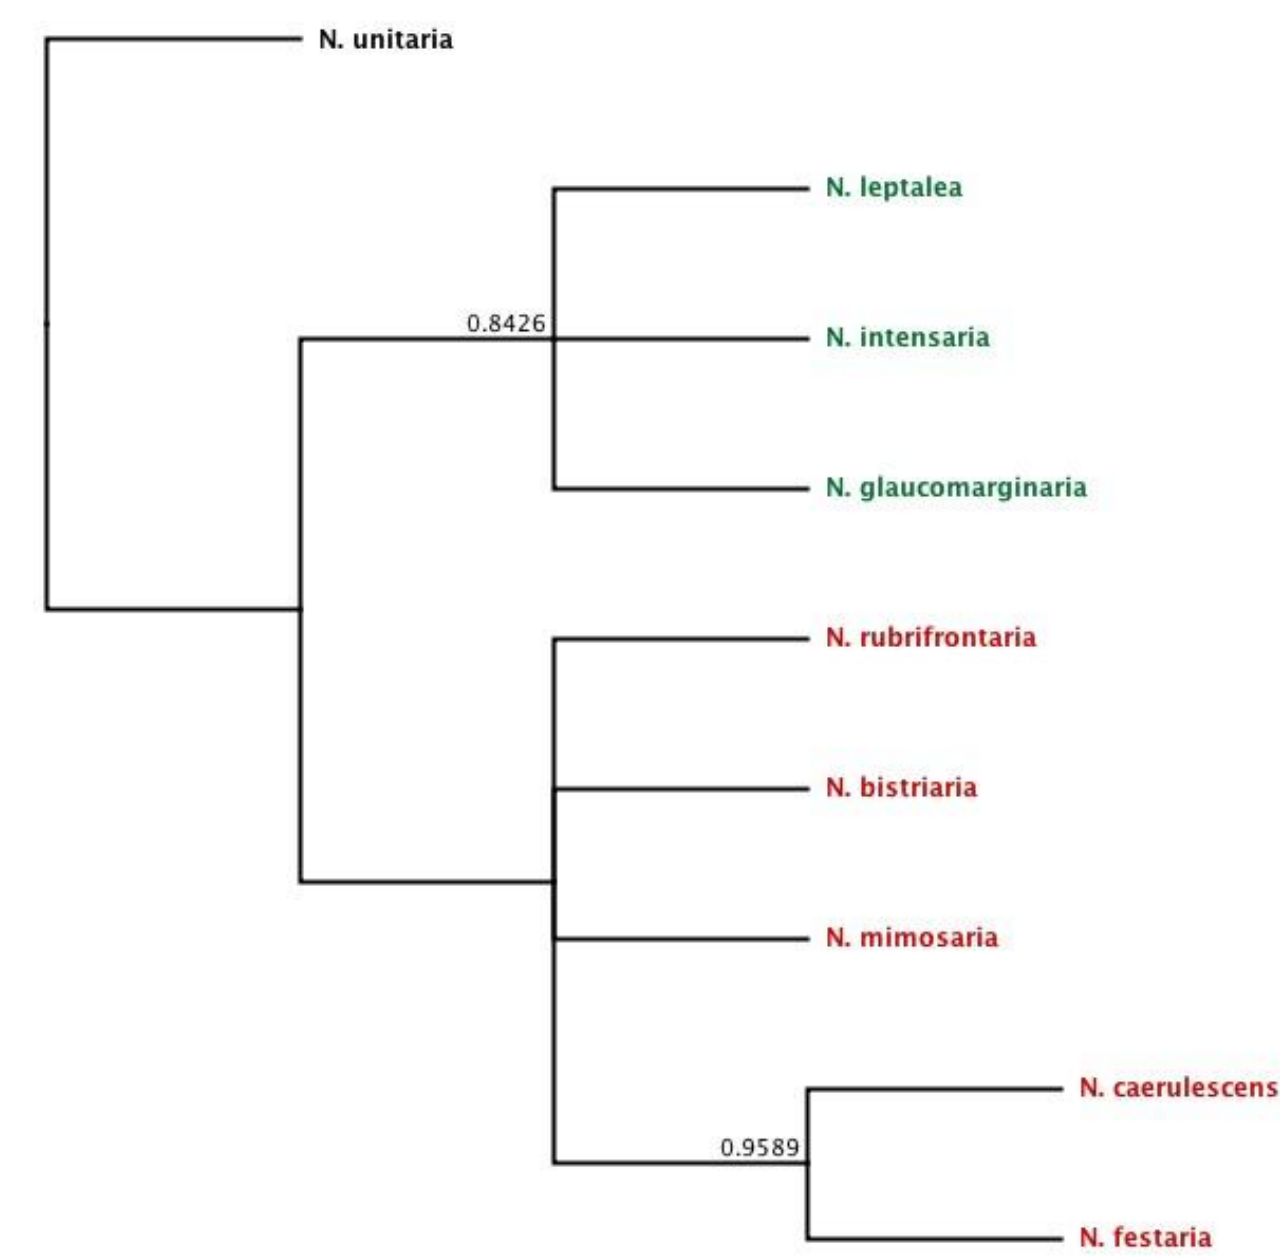 N. unitaria
N. leptalea
0.8426
N. intensaria
N. glaucomarginaria
N. rubrifrontaria
N. bistriaria
N. mimosaria
N. caerulescens
0.9589
N. festaria